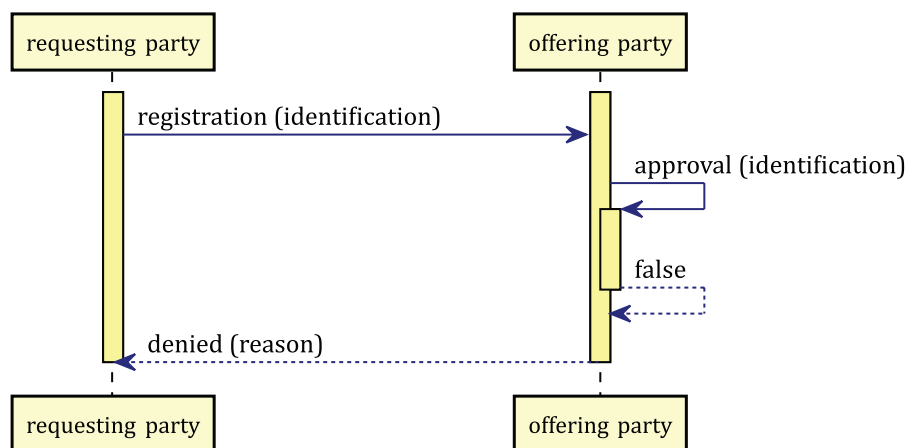 requesting party
offering party
registration (identification)
approval (identification)
false
denied (reason)
requesting party
offering party